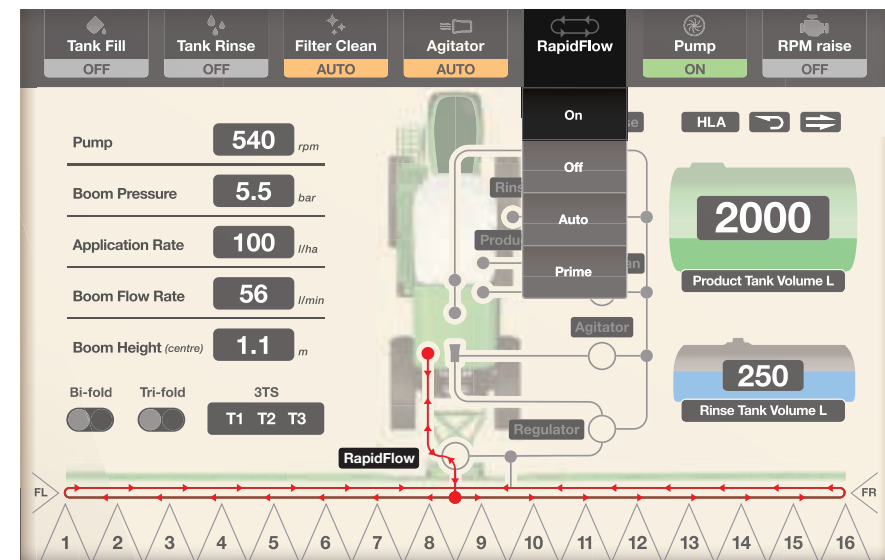 Tank Fill
OFF
Tank Rinse
OFF
Filter Clean
AUTO
Agitator
AUTO
RapidFlow
Pump
ON
RPM raise
OFF
On
Off
Auto
Prime
Pump 540 rpm
Boom Pressure 5.5 bar
Application Rate 100 l/ha
Boom Flow Rate 56 l/min
Boom Height (centre) 1.1 m
Bi-fold
Tri-fold
3TS
T1 T2 T3
Agitator
Regulator
RapidFlow
HLA
2000
Product Tank Volume L
250
Rinse Tank Volume L
FL
FR
1 2 3 4 5 6 7 8 9 10 11 12 13 14 15 16